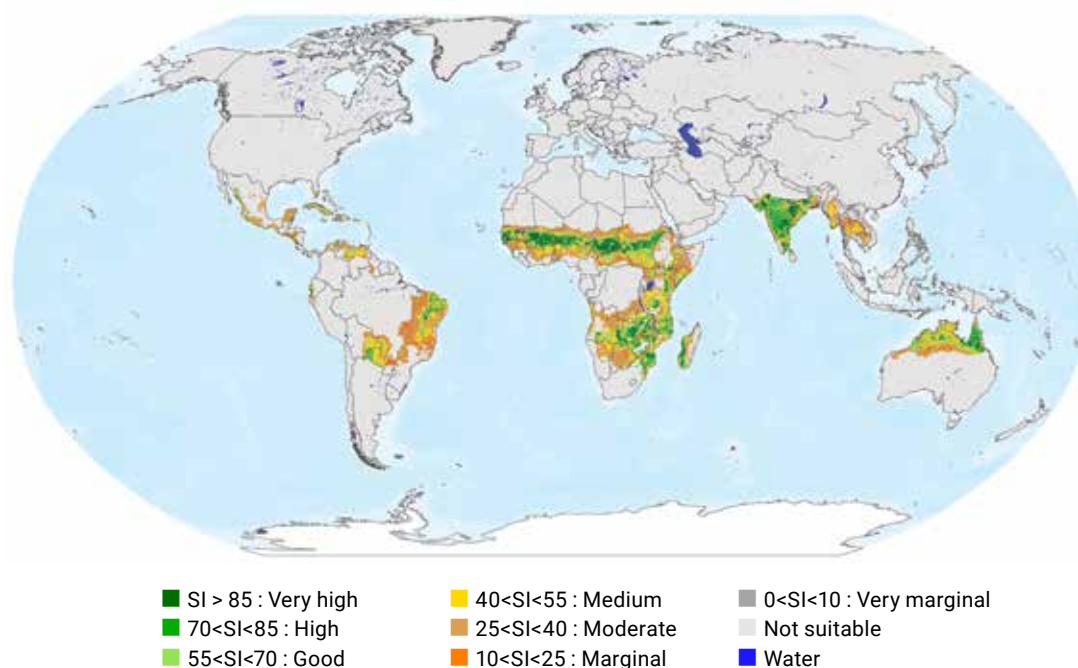 SI > 85 : Very high
70<SI<85 : High
55<SI<70 : Good
40<SI<55 : Medium
25<SI<40 : Moderate
10<SI<25 : Marginal
0<SI<10 : Very marginal
Not suitable
Water